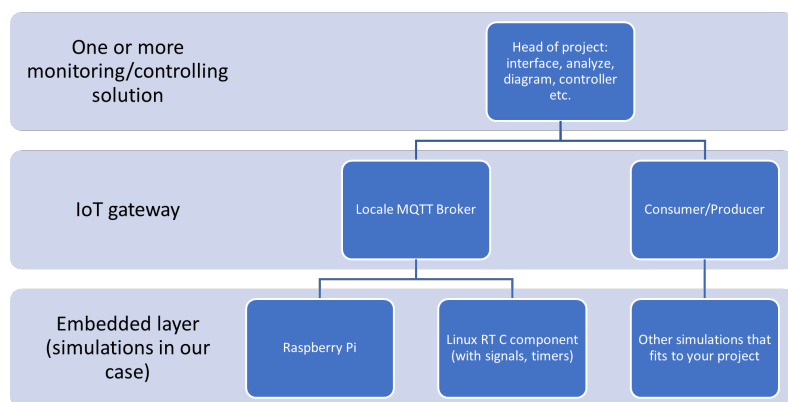 One or more
monitoring/controlling
solution
Head of project:
interface, analyze,
diagram, controller
etc.
IoT gateway
Locale MQTT Broker
Consumer/Producer
Embedded layer
(simulations in our
case)
Raspberry Pi
Linux RT C component
(with signals, timers)
Other simulations that
fits to your project